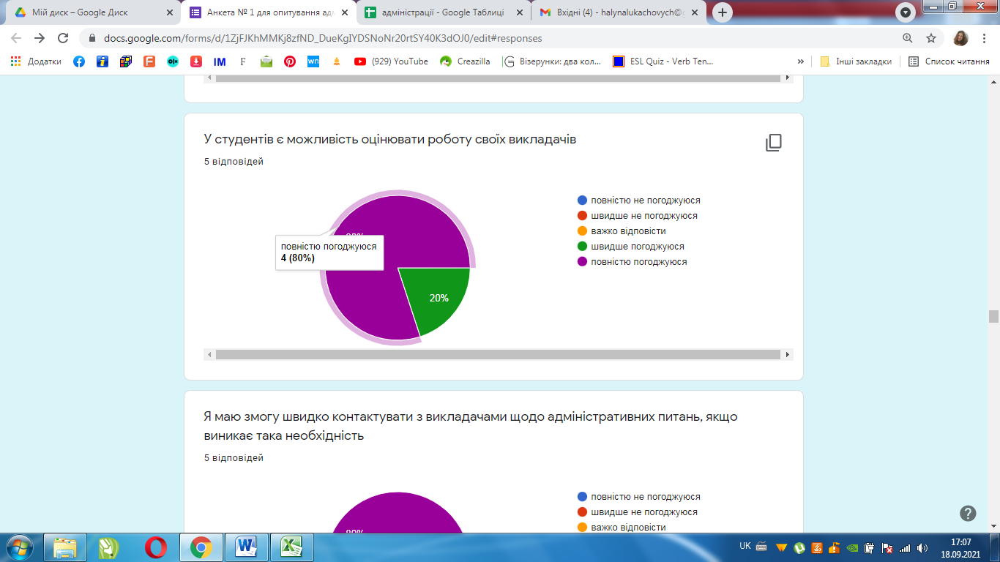 Мій диск – Google Диск
Анкета № 1 для опитування адм
адміністрації - Google Таблиці
Вхідні (4) - halynalukachovych@g
docs.google.com/forms/d/1ZjFJKhMMKj8zfND_DueKgIYDSNoNr20rtSY40K3dOJ0/edit#responses
Додатки
IM
F
wn
(929) YouTube
Creazilla
Візерунки: два кол...
ESL Quiz - Verb Ten...
»
Інші закладки
Список читання
У студентів є можливість оцінювати роботу своїх викладачів
5 відповідей
повністю погоджуюся
4 (80%)
20%
повністю не погоджуюся
швидше не погоджуюся
важко відповісти
швидше погоджуюся
повністю погоджуюся
Я маю змогу швидко контактувати з викладачами щодо адміністративних питань, якщо
виникає така необхідність
5 відповідей
80%
повністю не погоджуюся
швидше не погоджуюся
важко відповісти
UK
17:07
18.09.2021